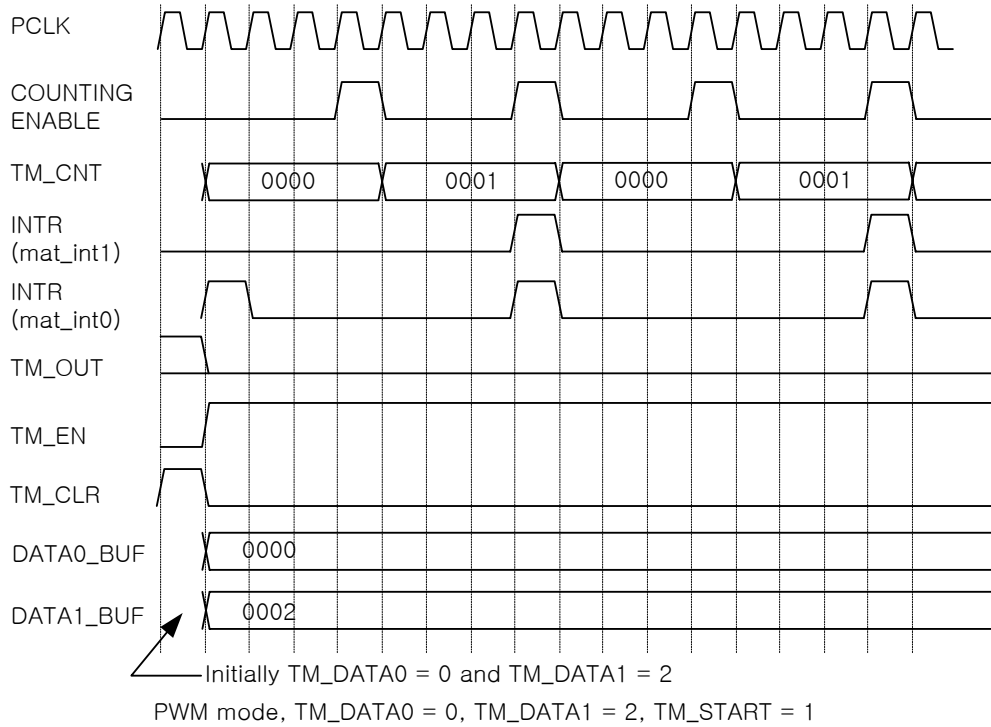 PCLK
COUNTING
ENABLE
TM_CNT
0000
0001
0000
0001
INTR
(mat_int1)
INTR
(mat_int0)
TM_OUT
TM_EN
TM_CLR
DATA0_BUF
0000
DATA1_BUF
0002
Initially TM_DATA0 = 0 and TM_DATA1 = 2
PWM mode, TM_DATA0 = 0, TM_DATA1 = 2, TM_START = 1